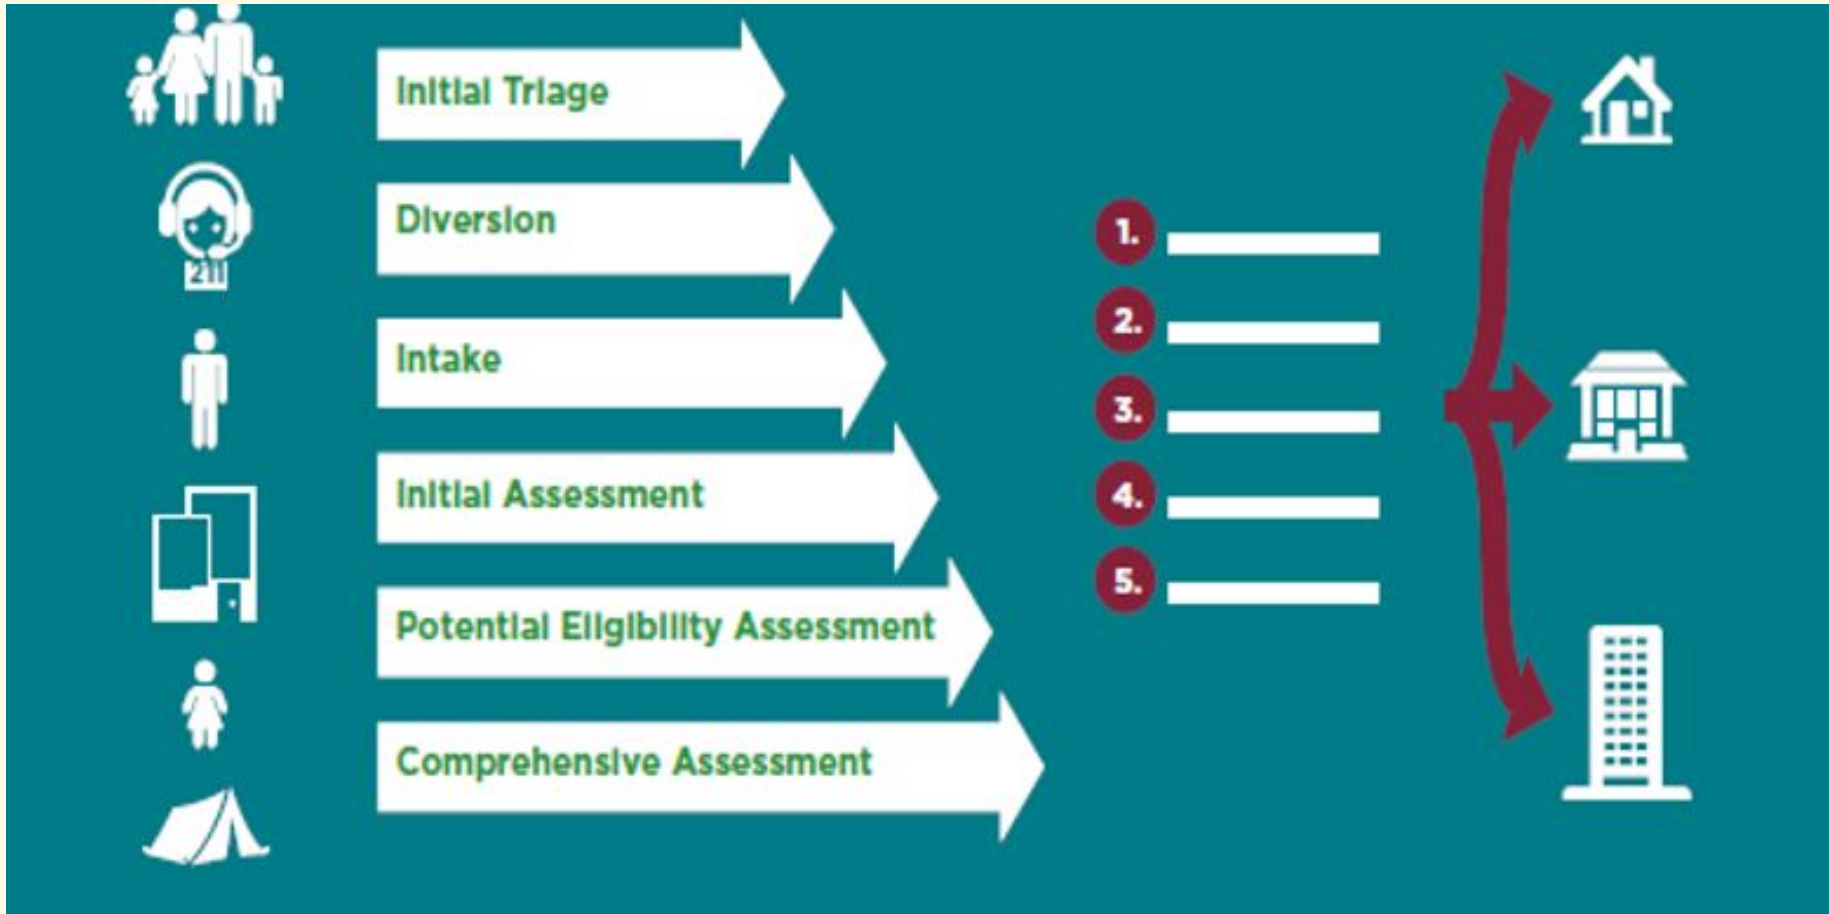 Initial Triage
211
Diversion
Intake
Initial Assessment
Potential Eligibility Assessment
Comprehensive Assessment
1.
2.
3.
4.
5.